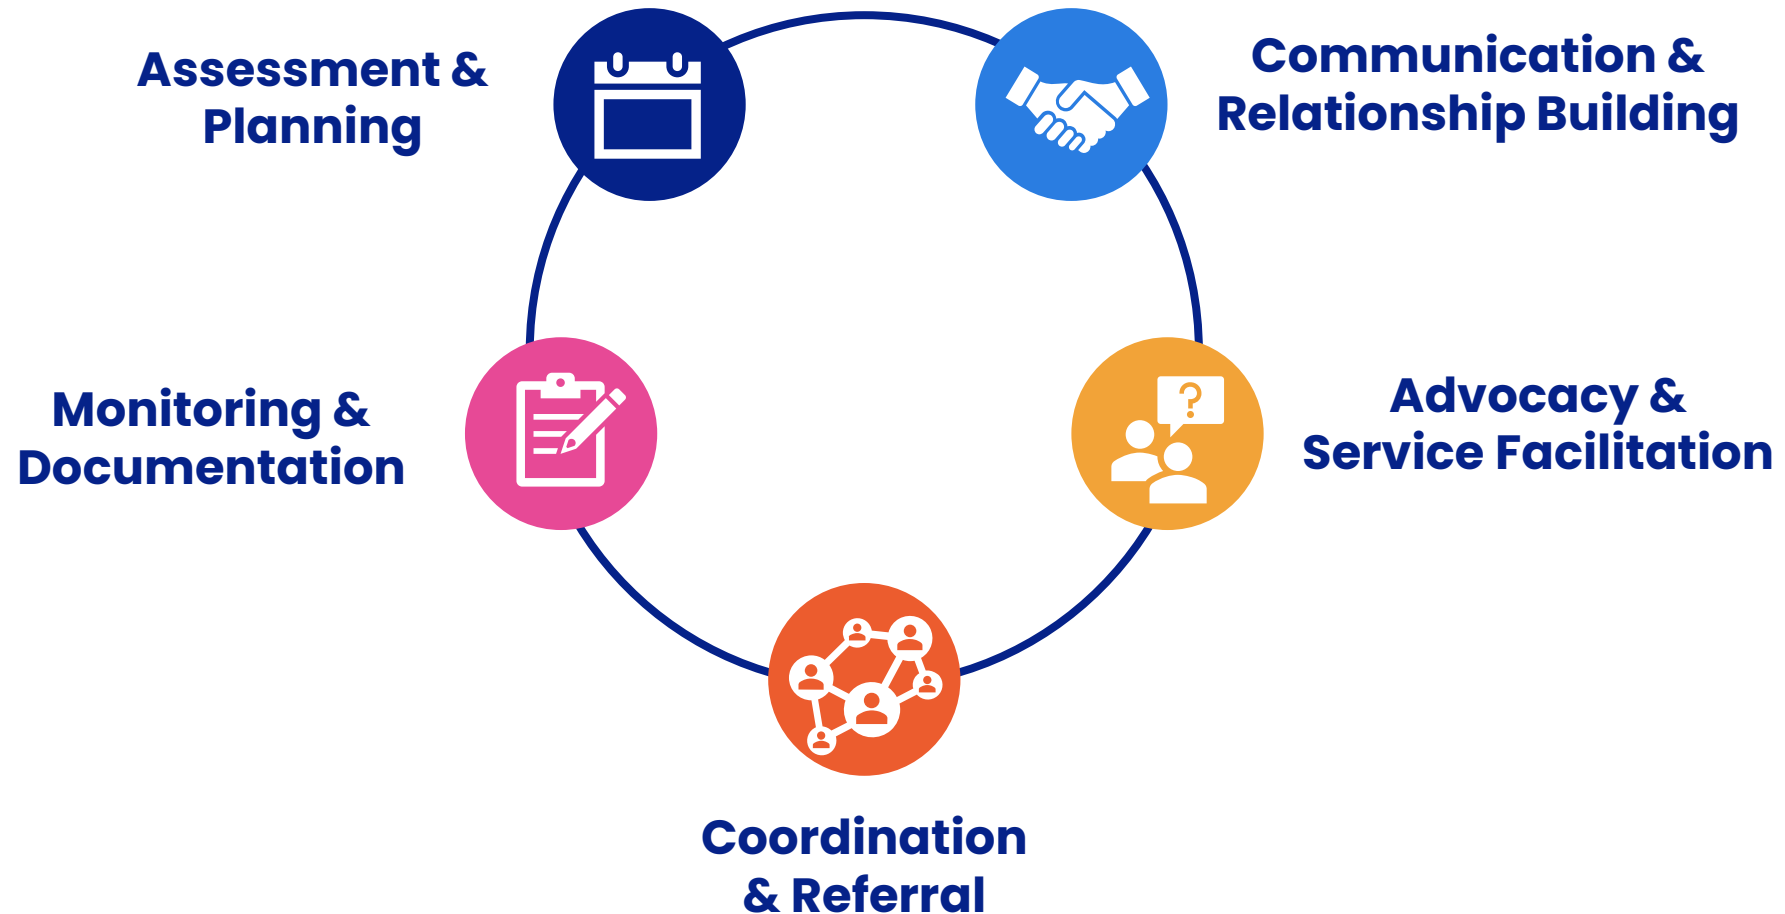 Assessment &
Planning
Communication &
Relationship Building
Monitoring &
Documentation
?
Advocacy &
Service Facilitation
Coordination
& Referral